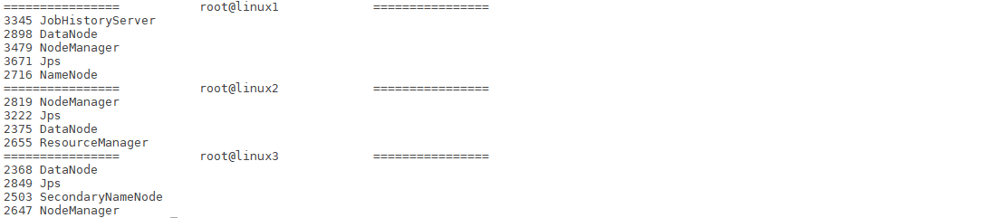 ================ root@linux1 ================
3345 JobHistoryServer
2898 DataNode
3479 NodeManager
3671 Jps
2716 NameNode
================ root@linux2 ================
2819 NodeManager
3222 Jps
2375 DataNode
2655 ResourceManager
================ root@linux3 ================
2368 DataNode
2849 Jps
2503 SecondaryNameNode
2647 NodeManager